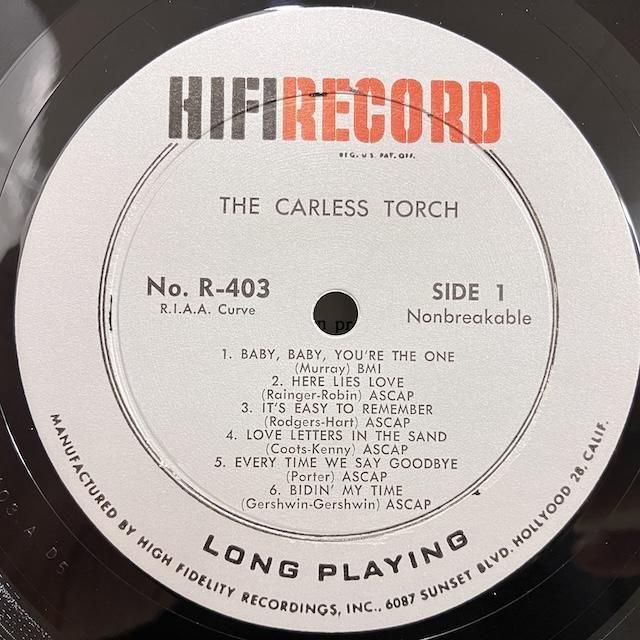 HIFIRECORD
REG. U.S. PAT. OFF.
THE CARLESS TORCH
No. R-403
R.I.A.A. Curve
SIDE 1
Nonbreakable
1. BABY, BABY, YOU'RE THE ONE
(Murray) BMI
2. HERE LIES LOVE
(Rainger-Robin) ASCAP
3. IT'S EASY TO REMEMBER
(Rodgers-Hart) ASCAP
4. LOVE LETTERS IN THE SAND
(Coots-Kenny) ASCAP
5. EVERY TIME WE SAY GOODBYE
(Porter) ASCAP
6. BIDIN' MY TIME
(Gershwin-Gershwin) ASCAP
LONG PLAYING
MANUFACTURED BY HIGH FIDELITY RECORDINGS, INC., 6087 SUNSET BLVD. HOLLYOOD 28, CALIF.